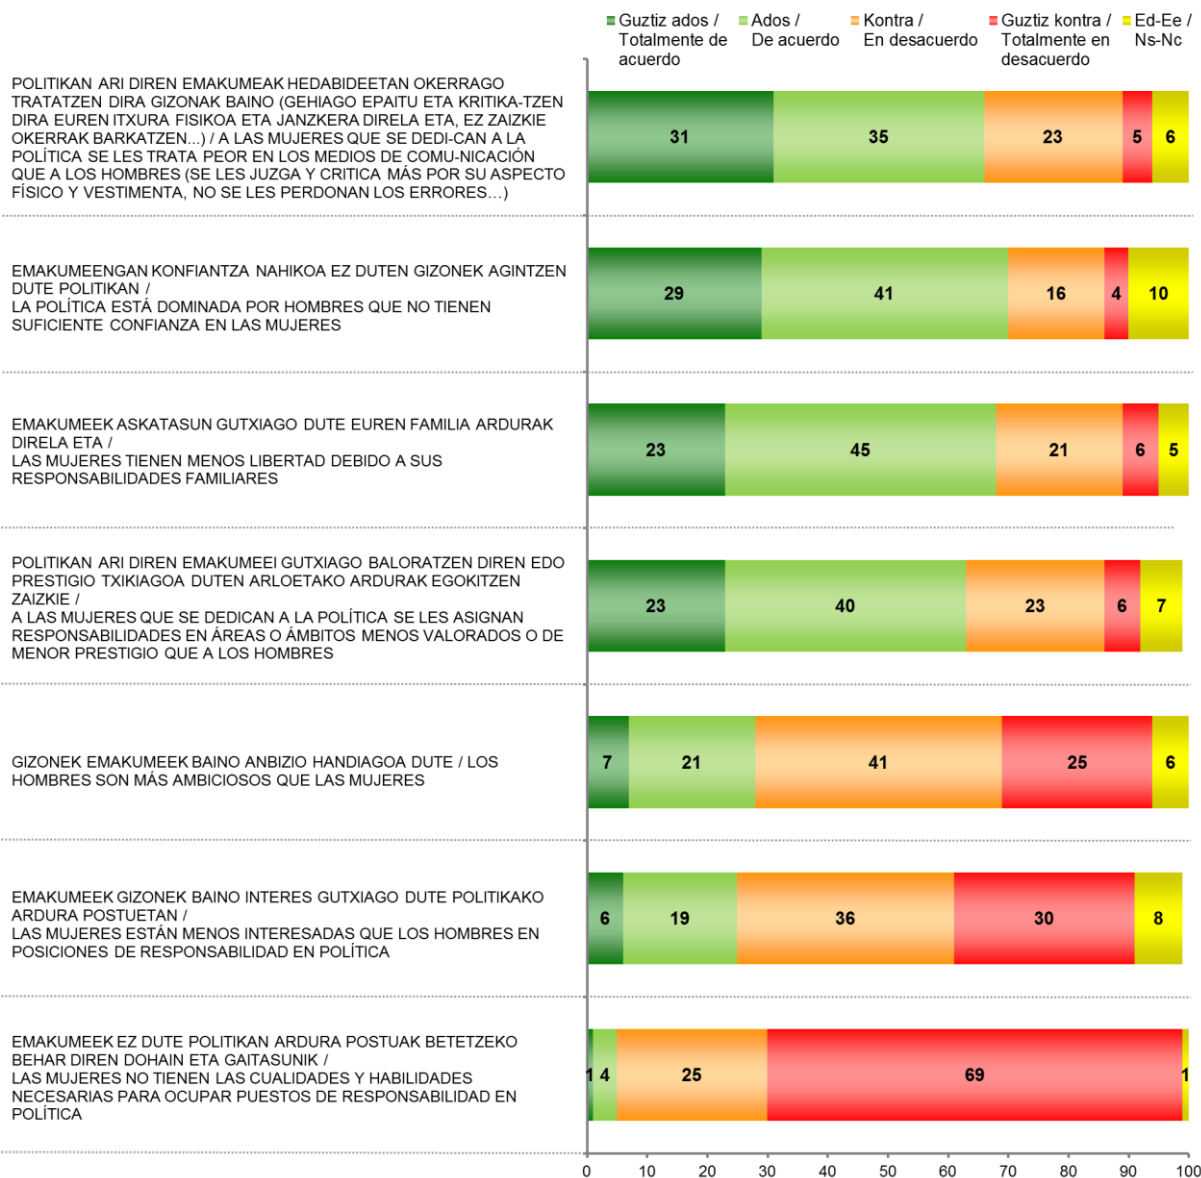 Guztiz ados /
Totalmente de
acuerdo
Ados /
De acuerdo
Kontra /
En desacuerdo
Guztiz kontra /
Totalmente en
desacuerdo
Ed-Ee /
Ns-Nc
POLITIKAN ARI DIREN EMAKUMEAK HEDABIDEETAN OKERRAGO
TRATATZEN DIRA GIZONAK BAINO (GEHIAGO EPAITU ETA KRITIKA-TZEN
DIRA EUREN ITXURA FISIKOA ETA JANZKERA DIRELA ETA, EZ ZAIZKIE
OKERRAK BARKATZEN...) / A LAS MUJERES QUE SE DEDI-CAN A LA
POLÍTICA SE LES TRATA PEOR EN LOS MEDIOS DE COMU-NICACIÓN
QUE A LOS HOMBRES (SE LES JUZGA Y CRITICA MÁS POR SU ASPECTO
FÍSICO Y VESTIMENTA, NO SE LES PERDONAN LOS ERRORES…)
31 35 23 5 6
EMAKUMEENGAN KONFIANTZA NAHIKOA EZ DUTEN GIZONEK AGINTZEN
DUTE POLITIKAN /
LA POLÍTICA ESTÁ DOMINADA POR HOMBRES QUE NO TIENEN
SUFICIENTE CONFIANZA EN LAS MUJERES
29 41 16 4 10
EMAKUMEEK ASKATASUN GUTXIAGO DUTE EUREN FAMILIA ARDURAK
DIRELA ETA /
LAS MUJERES TIENEN MENOS LIBERTAD DEBIDO A SUS
RESPONSABILIDADES FAMILIARES
23 45 21 6 5
POLITIKAN ARI DIREN EMAKUMEEI GUTXIAGO BALORATZEN DIREN EDO
PRESTIGIO TXIKIAGOA DUTEN ARLOETAKO ARDURAK EGOKITZEN
ZAIZKIE /
A LAS MUJERES QUE SE DEDICAN A LA POLÍTICA SE LES ASIGNAN
RESPONSABILIDADES EN ÁREAS O ÁMBITOS MENOS VALORADOS O DE
MENOR PRESTIGIO QUE A LOS HOMBRES
23 40 23 6 7
GIZONEK EMAKUMEEK BAINO ANBIZIO HANDIAGOA DUTE / LOS
HOMBRES SON MÁS AMBICIOSOS QUE LAS MUJERES
7 21 41 25 6
EMAKUMEEK GIZONEK BAINO INTERES GUTXIAGO DUTE POLITIKAKO
ARDURA POSTUETAN /
LAS MUJERES ESTÁN MENOS INTERESADAS QUE LOS HOMBRES EN
POSICIONES DE RESPONSABILIDAD EN POLÍTICA
6 19 36 30 8
EMAKUMEEK EZ DUTE POLITIKAN ARDURA POSTUAK BETETZEKO
BEHAR DIREN DOHAIN ETA GAITASUNIK /
LAS MUJERES NO TIENEN LAS CUALIDADES Y HABILIDADES
NECESARIAS PARA OCUPAR PUESTOS DE RESPONSABILIDAD EN
POLÍTICA
1 4 25 69 1
0 10 20 30 40 50 60 70 80 90 100